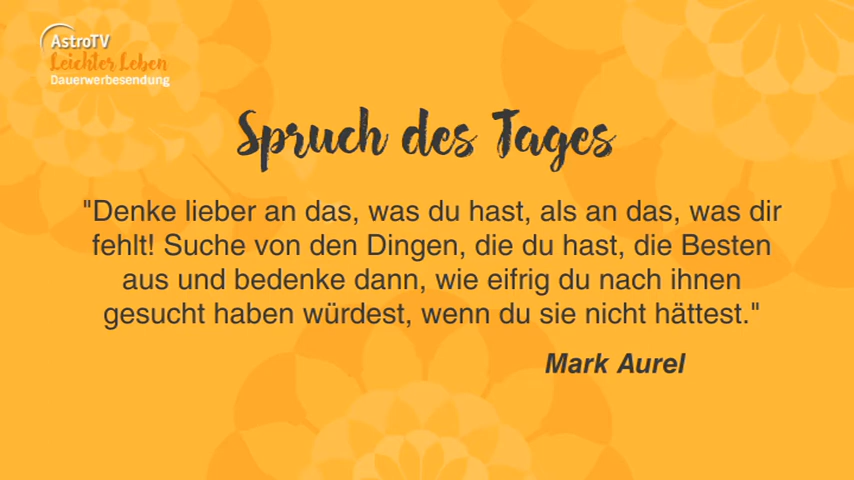 AstroTV
Leichter Leben
Dauerwerbesendung
Spruch des Tages
"Denke lieber an das, was du hast, als an das, was dir
fehlt! Suche von den Dingen, die du hast, die Besten
aus und bedenke dann, wie eifrig du nach ihnen
gesucht haben würdest, wenn du sie nicht hättest."
Mark Aurel